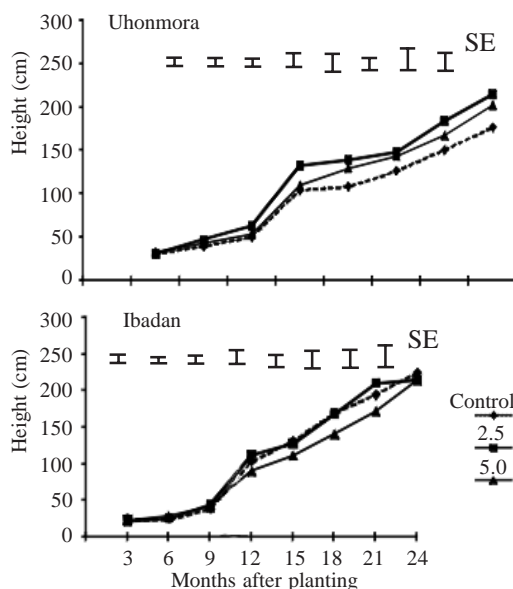 Uhonmora
SE
Height (cm)
300
250
200
150
100
50
0
Ibadan
SE
Height (cm)
300
250
200
150
100
50
0
3 6 9 12 15 18 21 24
Months after planting
Control
2.5
5.0